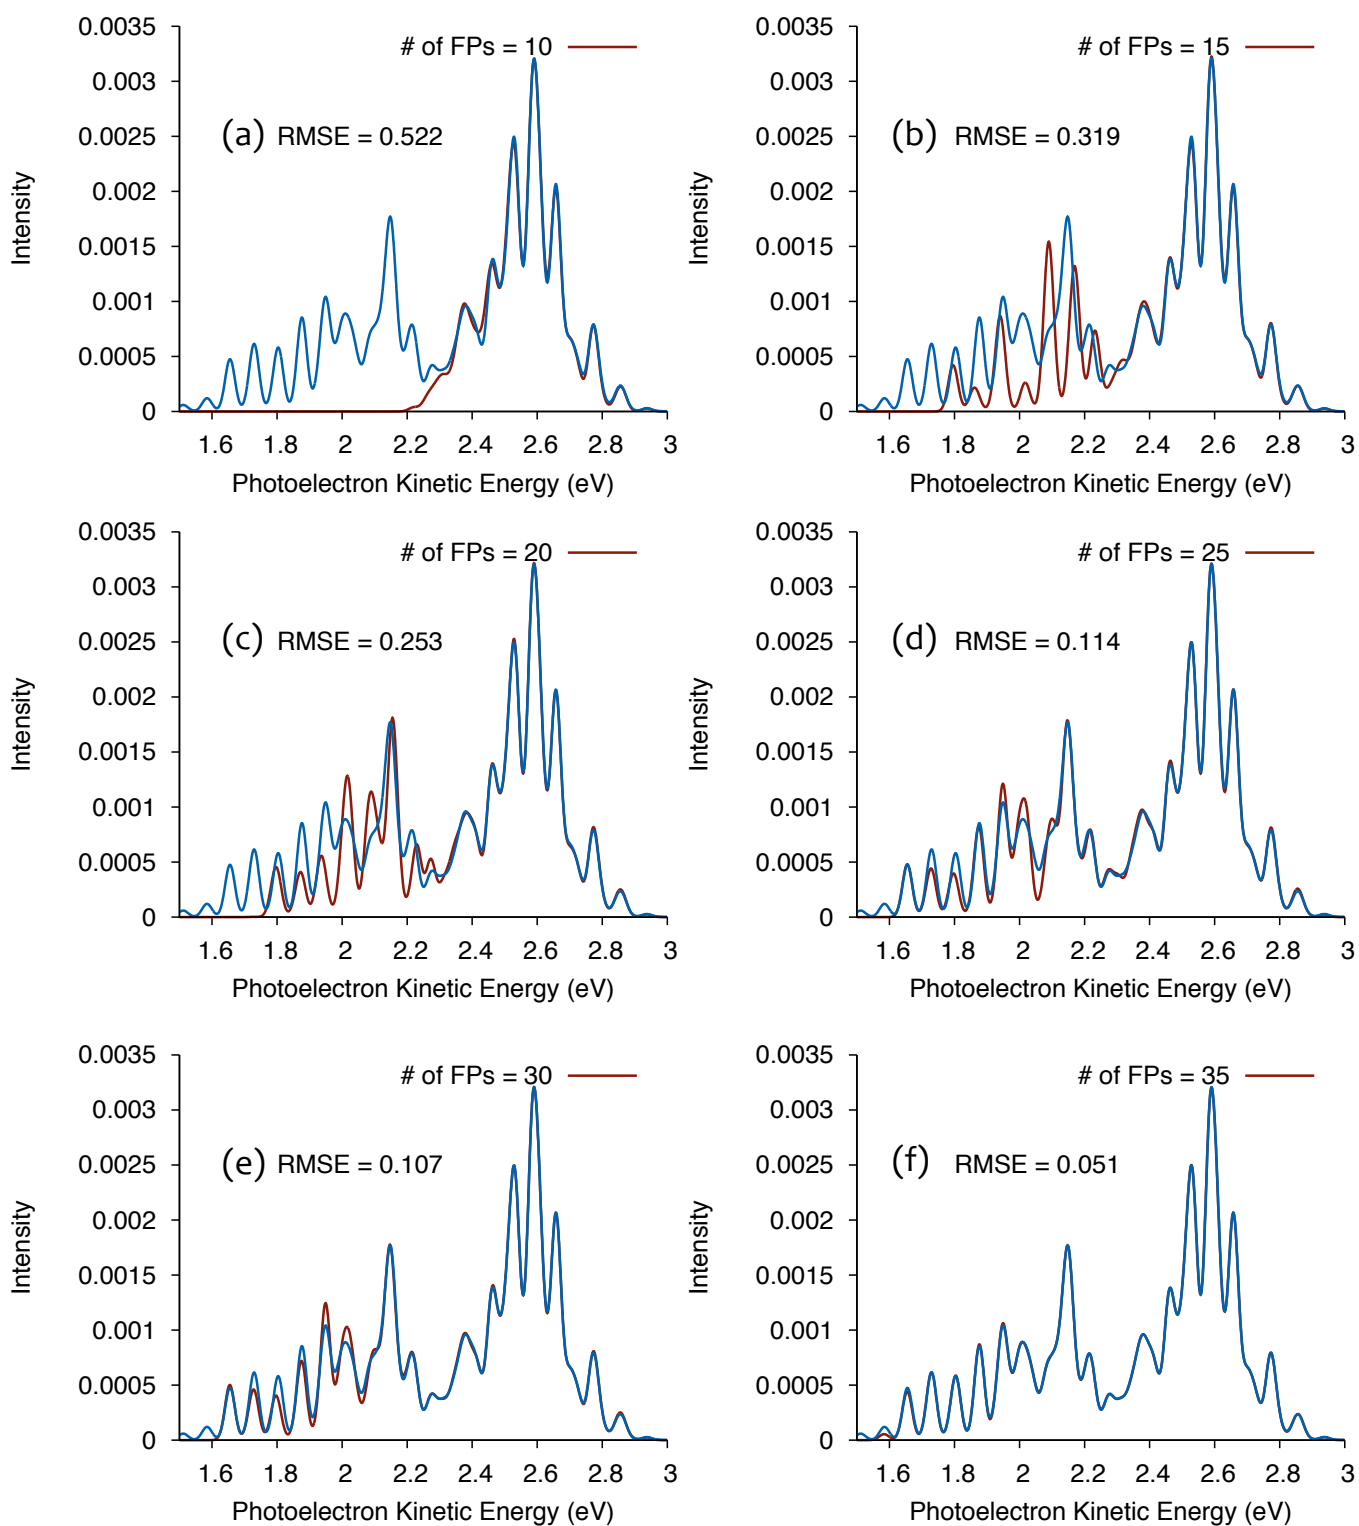 0.0035
0.003
0.0025
0.002
0.0015
0.001
0.0005
0
Intensity
# of FPs = 10
(a) RMSE = 0.522
1.6 1.8 2 2.2 2.4 2.6 2.8 3
Photoelectron Kinetic Energy (eV)
0.0035
0.003
0.0025
0.002
0.0015
0.001
0.0005
0
Intensity
# of FPs = 15
(b) RMSE = 0.319
1.6 1.8 2 2.2 2.4 2.6 2.8 3
Photoelectron Kinetic Energy (eV)
0.0035
0.003
0.0025
0.002
0.0015
0.001
0.0005
0
Intensity
# of FPs = 20
(c) RMSE = 0.253
1.6 1.8 2 2.2 2.4 2.6 2.8 3
Photoelectron Kinetic Energy (eV)
0.0035
0.003
0.0025
0.002
0.0015
0.001
0.0005
0
Intensity
# of FPs = 25
(d) RMSE = 0.114
1.6 1.8 2 2.2 2.4 2.6 2.8 3
Photoelectron Kinetic Energy (eV)
0.0035
0.003
0.0025
0.002
0.0015
0.001
0.0005
0
Intensity
# of FPs = 30
(e) RMSE = 0.107
1.6 1.8 2 2.2 2.4 2.6 2.8 3
Photoelectron Kinetic Energy (eV)
0.0035
0.003
0.0025
0.002
0.0015
0.001
0.0005
0
Intensity
# of FPs = 35
(f) RMSE = 0.051
1.6 1.8 2 2.2 2.4 2.6 2.8 3
Photoelectron Kinetic Energy (eV)